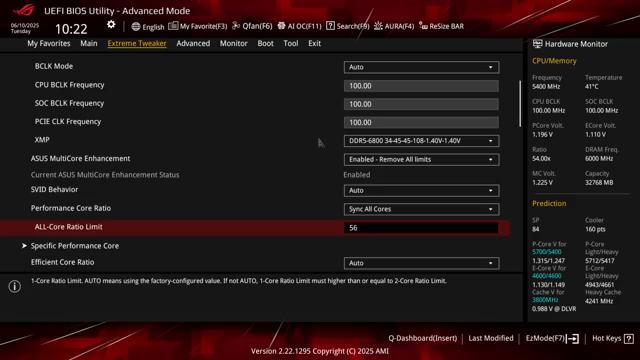 UEFI BIOS Utility - Advanced Mode
06/10/2025
Tuesday
10:22
English
My Favorite(F3)
Qfan(F6)
AI OC(F11)
Search(F9)
AURA(F4)
ReSize BAR
My Favorites
Main
Extreme Tweaker
Advanced
Monitor
Boot
Tool
Exit
BCLK Mode
Auto
CPU BCLK Frequency
100.00
SOC BCLK Frequency
100.00
PCIE CLK Frequency
100.00
XMP
DDR5-6800 34-45-45-108-1.40V-1.40V
ASUS MultiCore Enhancement
Enabled - Remove All limits
Current ASUS MultiCore Enhancement Status
Enabled
SVID Behavior
Auto
Performance Core Ratio
Sync All Cores
ALL-Core Ratio Limit
56
Specific Performance Core
Efficient Core Ratio
Auto
1-Core Ratio Limit. AUTO means using the factory-configured value. If not AUTO, 1-Core Ratio Limit must higher than or equal to 2-Core Ratio Limit.
Hardware Monitor
CPU/Memory
Frequency Temperature
5400 MHz 41°C
CPU BCLK SOC BCLK
100.00 MHz 100.00 MHz
PCore Volt. ECore Volt.
1.196 V 1.110 V
Ratio DRAM Freq.
54.00x 6000 MHz
MC Volt. Capacity
1.225 V 32768 MB
Prediction
SP Cooler
84 160 pts
P-Core V for P-Core
5700/5400 Light/Heavy
1.315/1.247 5712/5417
E-Core V for E-Core
4600/4600 Light/Heavy
1.130/1.149 4943/4661
Cache V for Heavy Cache
3800MHz 4241 MHz
0.988 V @ DLVR
Q-Dashboard(Insert)
Last Modified
EzMode(F7)
Hot Keys ?
Version 2.22.1295 Copyright (C) 2025 AMI